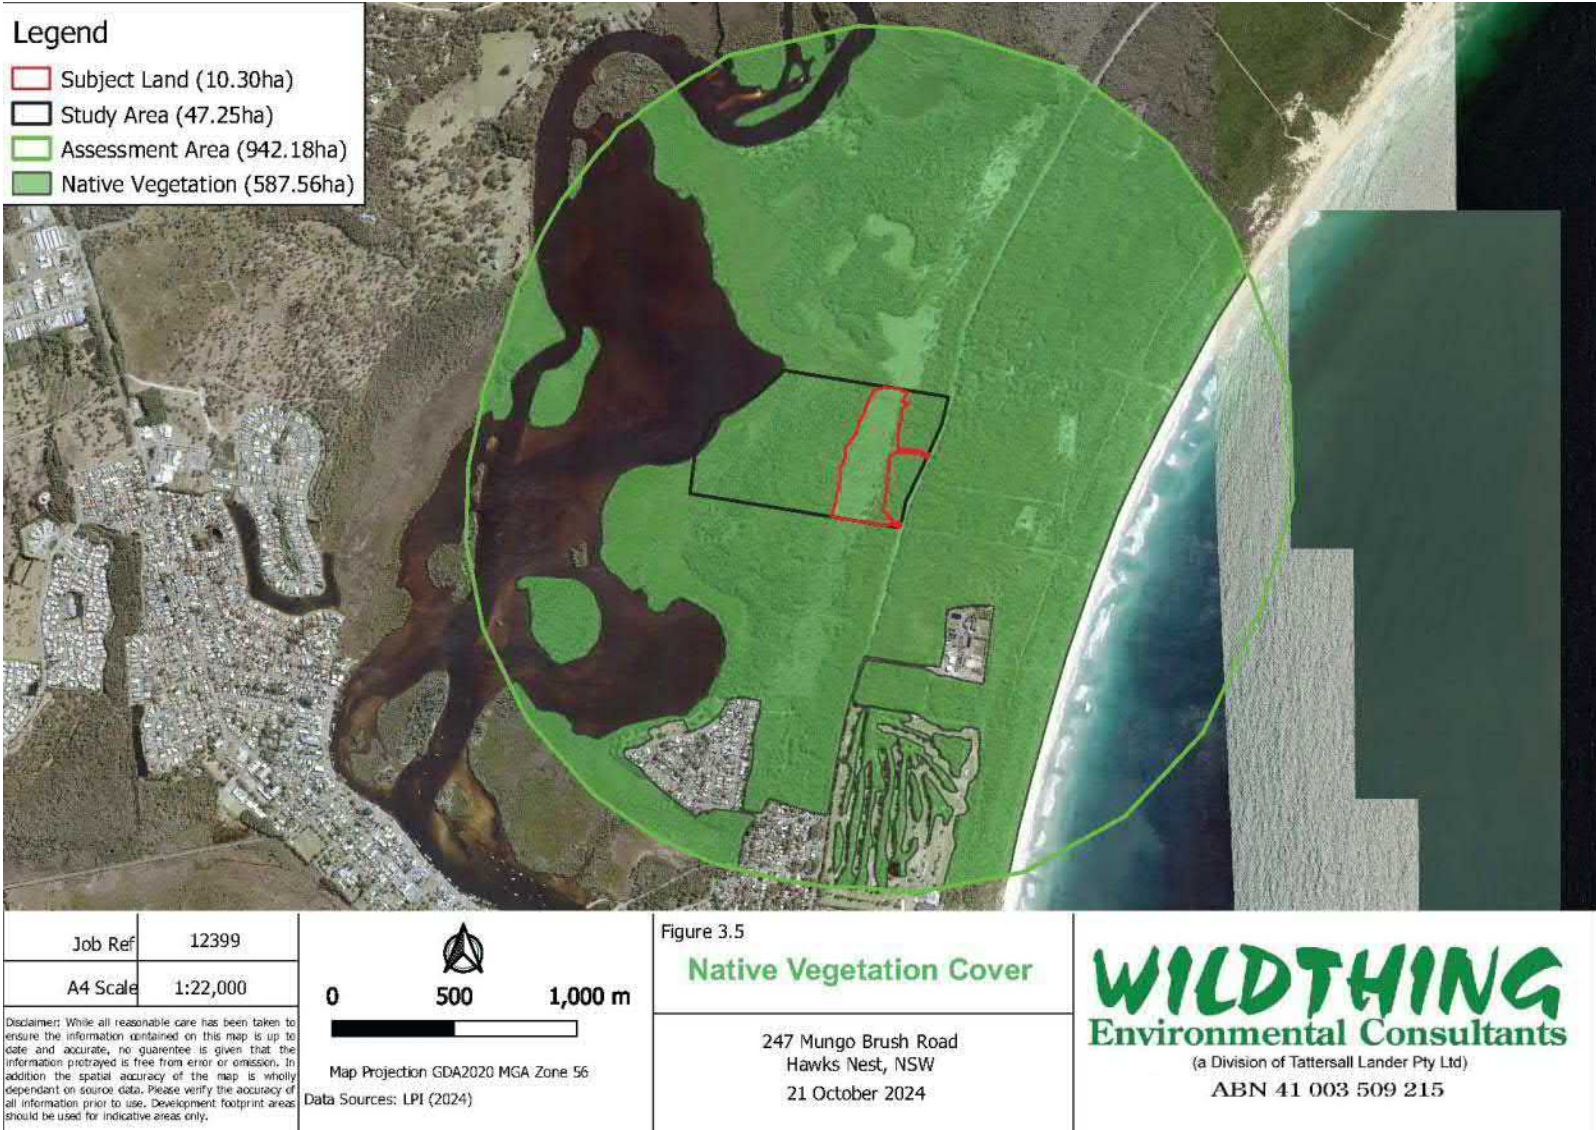 Legend
Subject Land (10.30ha)
Study Area (47.25ha)
Assessment Area (942.18ha)
Native Vegetation (587.56ha)
Job Ref 12399
A4 Scale 1:22,000
Disclaimer: While all reasonable care has been taken to
ensure the information contained on this map is up to
date and accurate, no guarentee is given that the
information protrayed is free from error or omission. In
addition the spatial accuracy of the map is wholly
dependant on source data. Please verify the accuracy of
all information prior to use. Development footprint areas
should be used for indicative areas only.
0 500 1,000 m
Map Projection GDA2020 MGA Zone 56
Data Sources: LPI (2024)
Figure 3.5
Native Vegetation Cover
247 Mungo Brush Road
Hawks Nest, NSW
21 October 2024
WILDTHING
Environmental Consultants
(a Division of Tattersall Lander Pty Ltd)
ABN 41 003 509 215